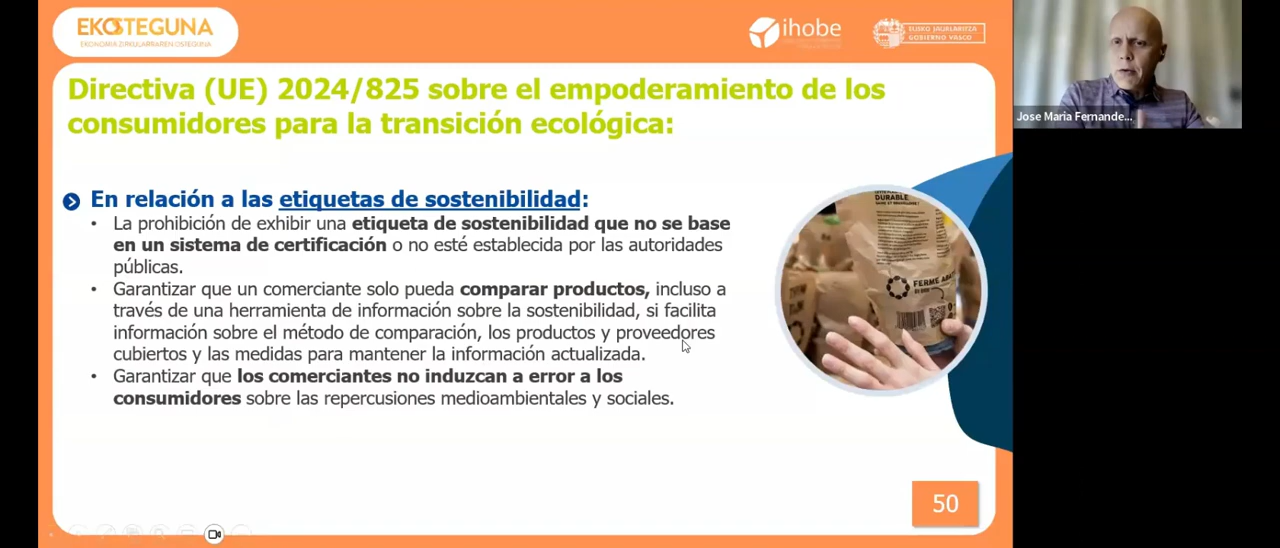 EKOSTEGUNA
EKONOMIA ZIRKULARRAREN OSTEGUNA
ihobe
EUSKO JAURLARITZA
GOBIERNO VASCO
Directiva (UE) 2024/825 sobre el empoderamiento de los
consumidores para la transición ecológica:
En relación a las etiquetas de sostenibilidad:
• La prohibición de exhibir una etiqueta de sostenibilidad que no se base
en un sistema de certificación o no esté establecida por las autoridades
públicas.
• Garantizar que un comerciante solo pueda comparar productos, incluso a
través de una herramienta de información sobre la sostenibilidad, si facilita
información sobre el método de comparación, los productos y proveedores
cubiertos y las medidas para mantener la información actualizada.
• Garantizar que los comerciantes no induzcan a error a los
consumidores sobre las repercusiones medioambientales y sociales.
DURABLE
FERME
50
Jose Maria Fernande...